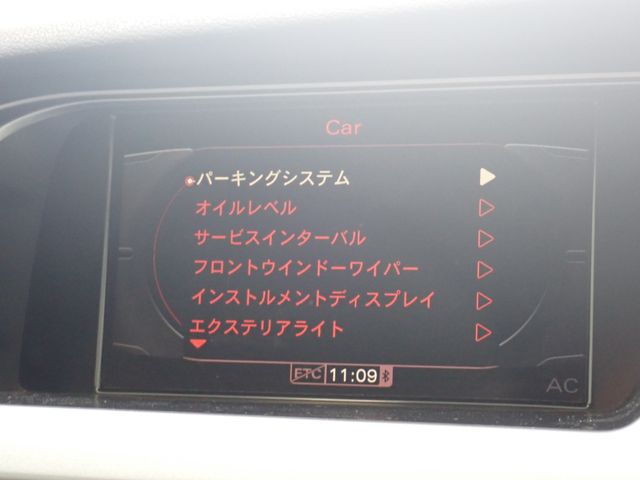 Car
パーキングシステム
オイルレベル
サービスインターバル
フロントウインドーワイパー
インストルメントディスプレイ
エクステリアライト
ETC 11:09
AC